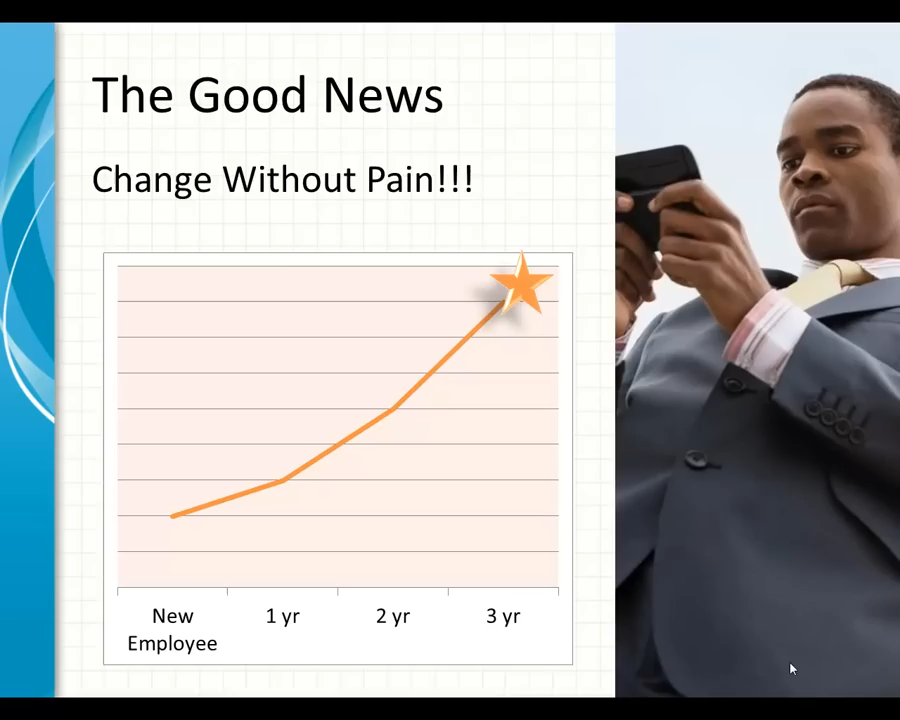 The Good News
Change Without Pain!!!
New Employee
1 yr
2 yr
3 yr